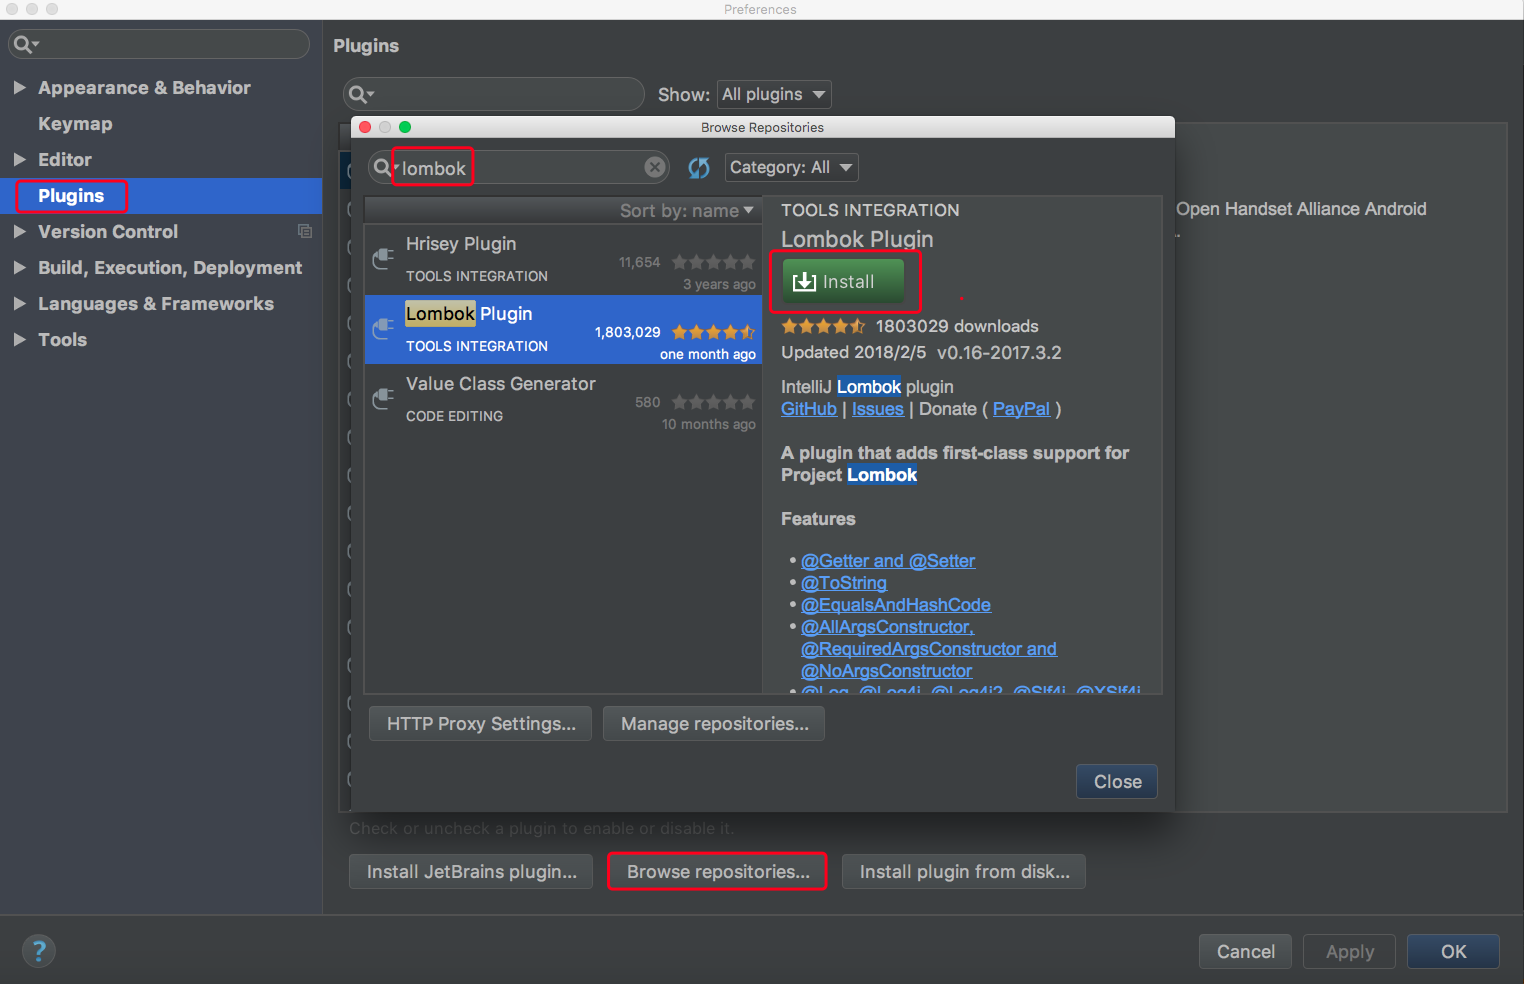 Preferences
Appearance & Behavior
Keymap
Editor
Plugins
Version Control
Build, Execution, Deployment
Languages & Frameworks
Tools
Plugins
Show: All plugins
Browse Repositories
lombok
Category: All
Sort by: name
Hrisey Plugin
11,654
TOOLS INTEGRATION
3 years ago
Lombok Plugin
1,803,029
TOOLS INTEGRATION
one month ago
Value Class Generator
580
CODE EDITING
10 months ago
TOOLS INTEGRATION
Lombok Plugin
Install
1803029 downloads
Updated 2018/2/5 v0.16-2017.3.2
IntelliJ Lombok plugin
GitHub | Issues | Donate ( PayPal )
A plugin that adds first-class support for
Project Lombok
Features
• @Getter and @Setter
• @ToString
• @EqualsAndHashCode
• @AllArgsConstructor,
@RequiredArgsConstructor and
@NoArgsConstructor
• @Log, @Log4j, @Log4j2, @Slf4j, @XSlf4j
HTTP Proxy Settings...
Manage repositories...
Close
Open Handset Alliance Android
Check or uncheck a plugin to enable or disable it.
Install JetBrains plugin...
Browse repositories...
Install plugin from disk...
?
Cancel
Apply
OK